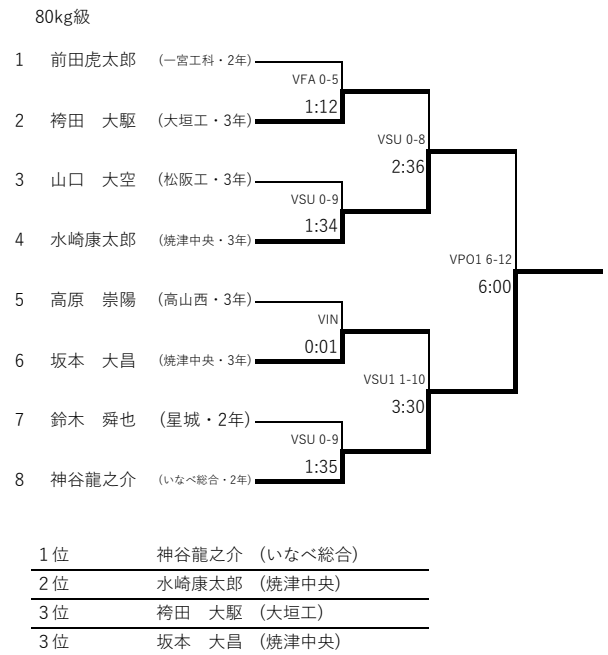 80kg級
1 前田虎太郎 (一宮工科・2年)
VFA 0-5
1:12
2 袴田 大駆 (大垣工・3年)
VSU 0-8
2:36
3 山口 大空 (松阪工・3年)
VSU 0-9
1:34
4 水崎康太郎 (焼津中央・3年)
VPO1 6-12
6:00
5 高原 崇陽 (高山西・3年)
VIN
0:01
6 坂本 大昌 (焼津中央・3年)
VSU1 1-10
3:30
7 鈴木 舜也 (星城・2年)
VSU 0-9
1:35
8 神谷龍之介 (いなべ総合・2年)
1位 神谷龍之介 (いなべ総合)
2位 水崎康太郎 (焼津中央)
3位 袴田 大駆 (大垣工)
3位 坂本 大昌 (焼津中央)